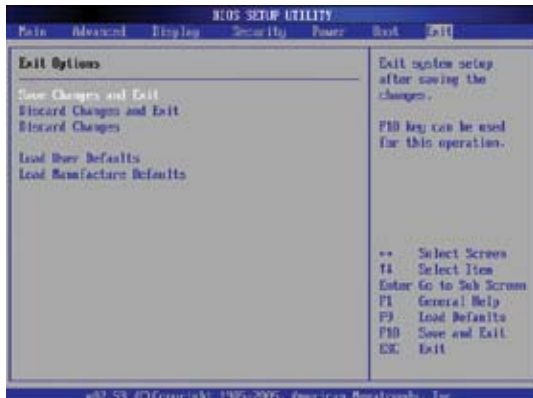 BIOS SETUP UTILITY
Main Advanced Display Security Power Boot Exit
Exit Options
Save Changes and Exit
Discard Changes and Exit
Discard Changes
Load User Defaults
Load Manufacture Defaults
Exit system setup
after saving the
changes.
F10 key can be used
for this operation.
↔ Select Screen
↑↓ Select Item
Enter Go to Sub Screen
F1 General Help
F9 Load Defaults
F10 Save and Exit
ESC Exit
v02.53 (C)Copyright 1985-2005, American Megatrends, Inc.